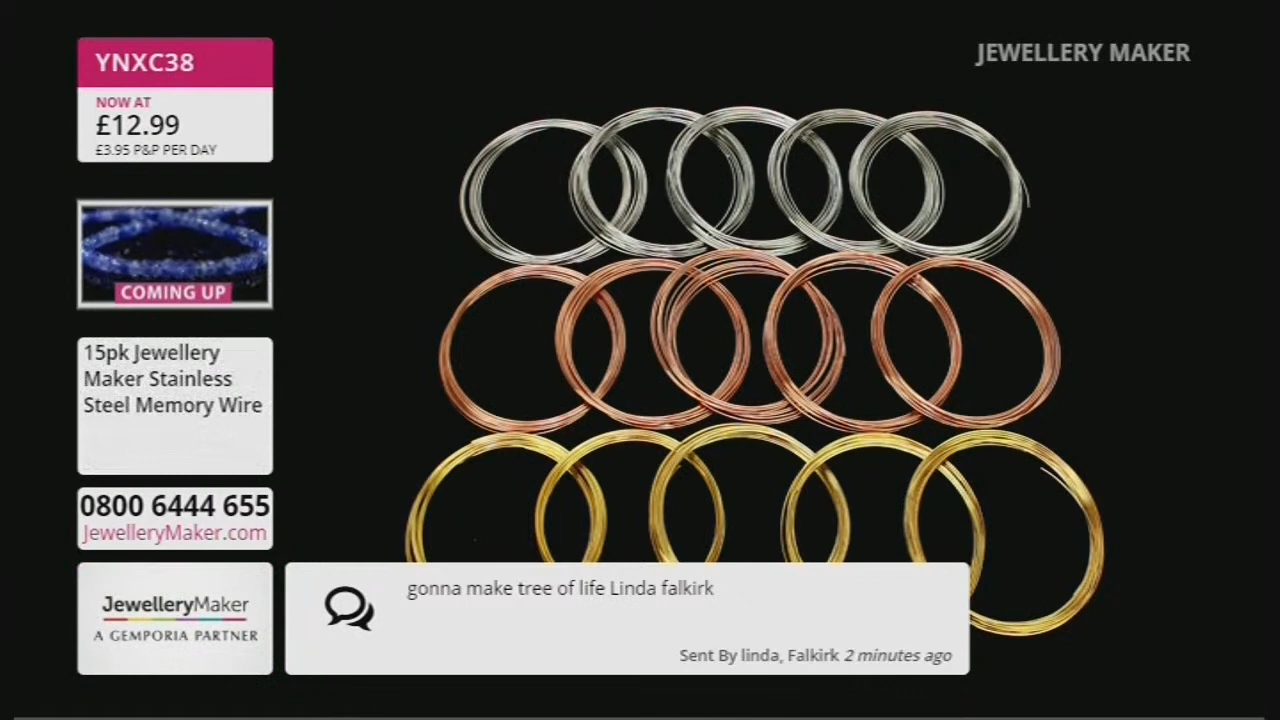 YNXC38
NOW AT
£12.99
£3.95 P&P PER DAY
JEWELLERY MAKER
COMING UP
15pk Jewellery
Maker Stainless
Steel Memory Wire
0800 6444 655
JewelleryMaker.com
JewelleryMaker
A GEMPORIA PARTNER
gonna make tree of life Linda falkirk
Sent By linda, Falkirk 2 minutes ago